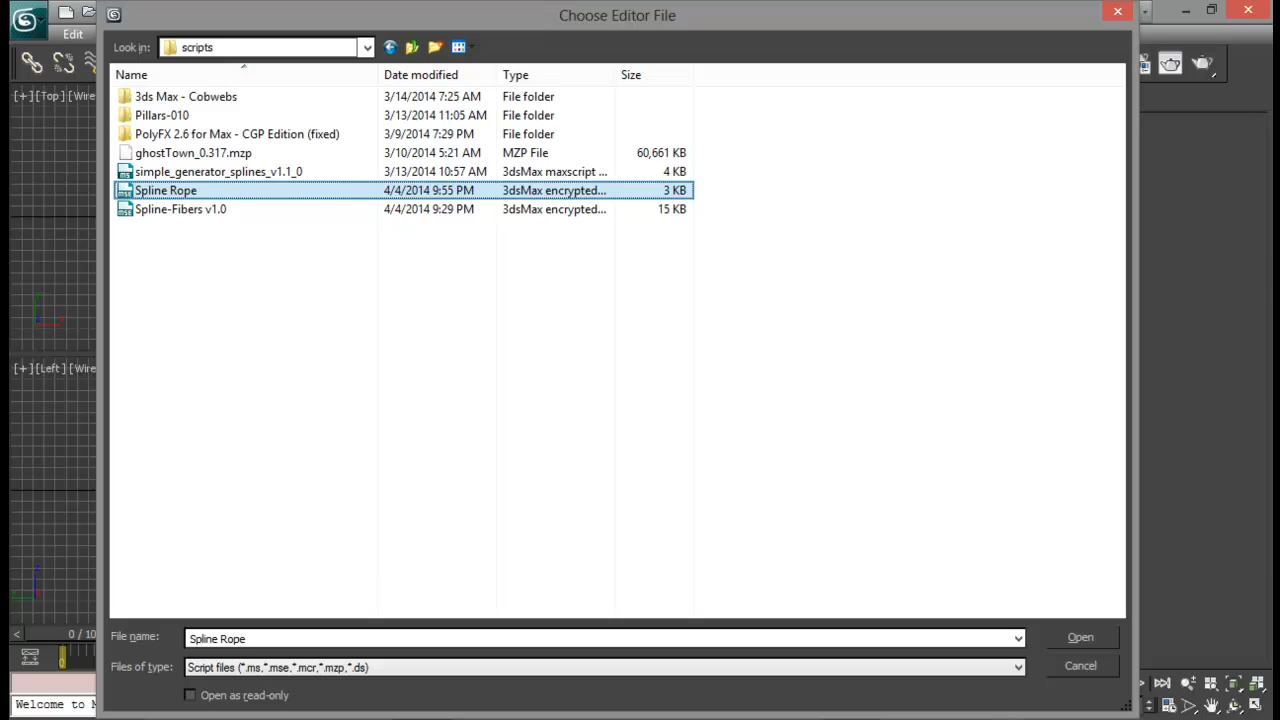 Choose Editor File
Edit
Look in: scripts
Name Date modified Type Size
[+][Top][Wire
3ds Max - Cobwebs 3/14/2014 7:25 AM File folder
Pillars-010 3/13/2014 11:05 AM File folder
PolyFX 2.6 for Max - CGP Edition (fixed) 3/9/2014 7:29 PM File folder
ghostTown_0.317.mzp 3/10/2014 5:21 AM MZP File 60,661 KB
simple_generator_splines_v1.1_0 3/13/2014 10:57 AM 3dsMax maxscript ... 4 KB
Spline Rope 4/4/2014 9:55 PM 3dsMax encrypted... 3 KB
Spline-Fibers v1.0 4/4/2014 9:29 PM 3dsMax encrypted... 15 KB
[+][Left][Wire
0 / 10
File name: Spline Rope Open
0
Files of type: Script files (*.ms,*.mse,*.mcr,*.mzp,*.ds) Cancel
Open as read-only
Welcome to M